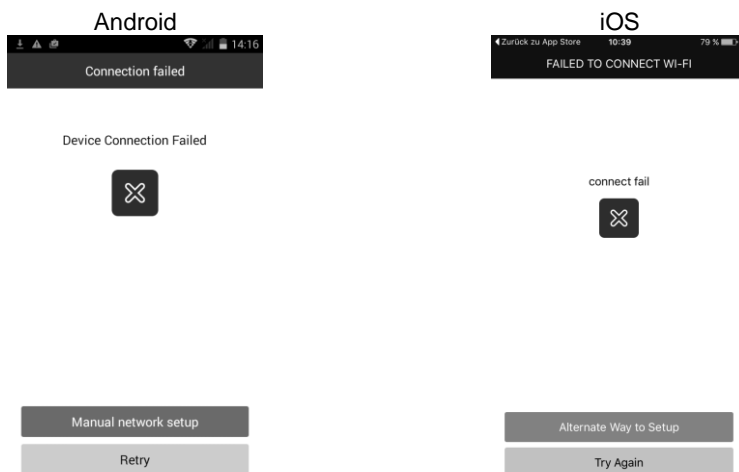 Android
14:16
Connection failed
Device Connection Failed
Manual network setup
Retry
iOS
Zurück zu App Store 10:39 79 %
FAILED TO CONNECT WI-FI
connect fail
Alternate Way to Setup
Try Again